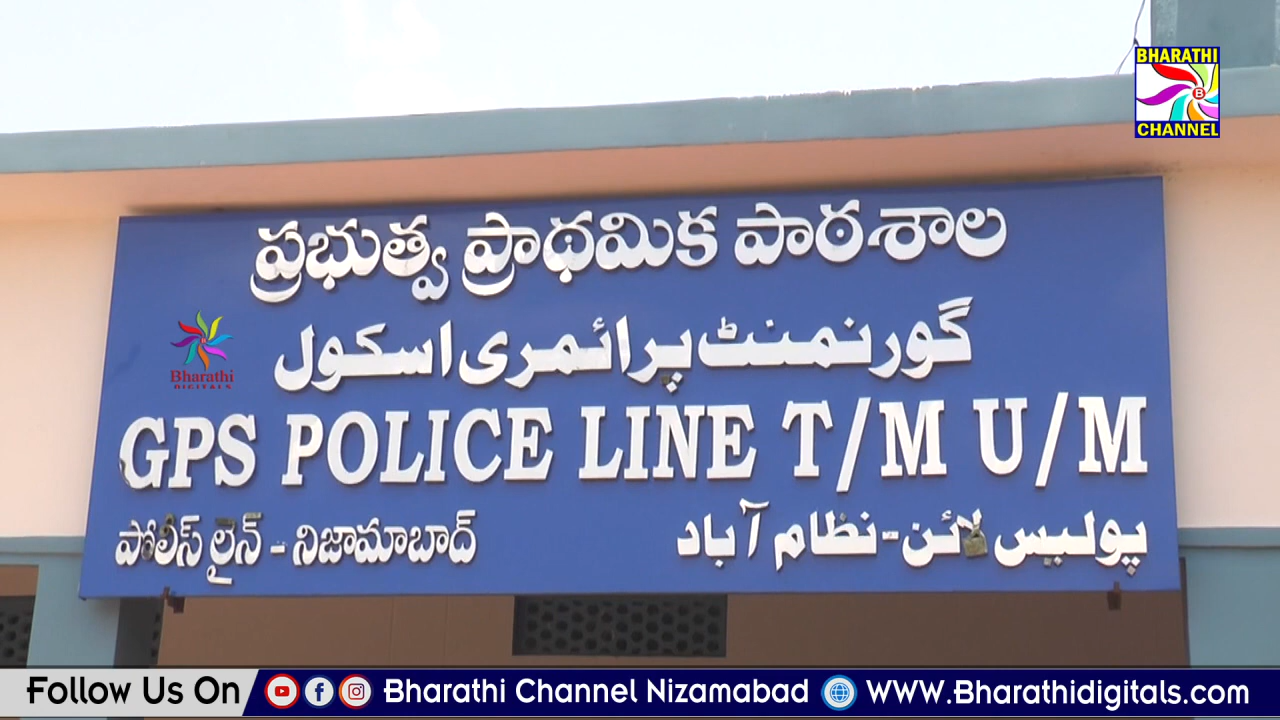 BHARATHI
CHANNEL
ప్రభుత్వ ప్రాథమిక పాఠశాల
گورنمنٹ پرائمری اسکول
Bharathi
DIGITALS
GPS POLICE LINE T/M U/M
పోలీస్ లైన్ - నిజామాబాద్
پولیس لائن - نظام آباد
Follow Us On Bharathi Channel Nizamabad WWW.Bharathidigitals.com